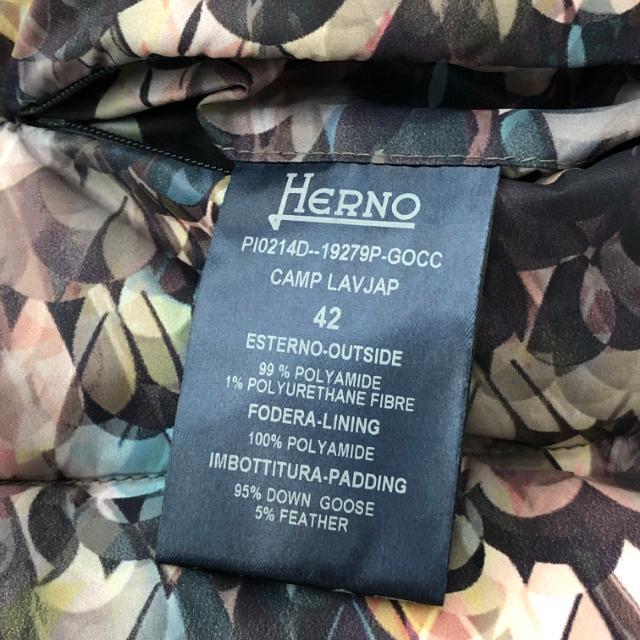 HERNO
PI0214D--19279P-GOCC
CAMP LAVJAP
42
ESTERNO-OUTSIDE
99 % POLYAMIDE
1% POLYURETHANE FIBRE
FODERA-LINING
100% POLYAMIDE
IMBOTTITURA-PADDING
95% DOWN GOOSE
5% FEATHER